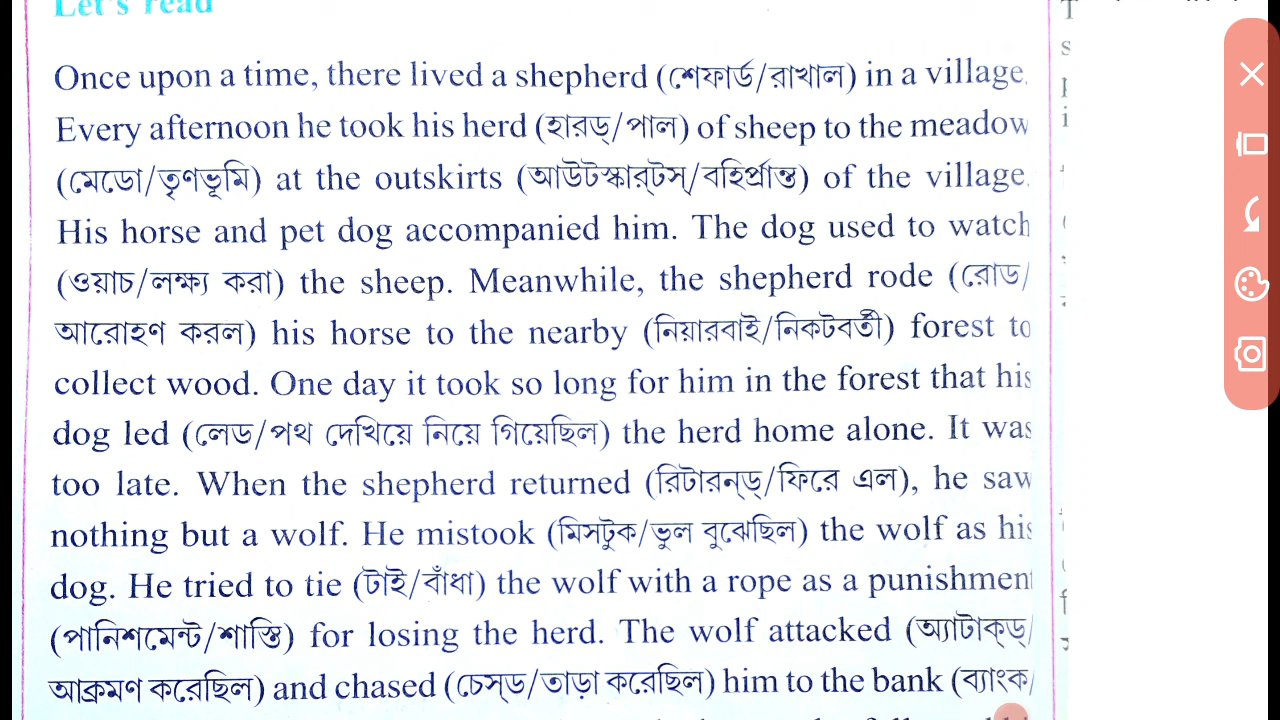 Let's read
Once upon a time, there lived a shepherd (শেফার্ড/রাখাল) in a village.
Every afternoon he took his herd (হারড্/পাল) of sheep to the meadow
(মেডো/তৃণভূমি) at the outskirts (আউটস্কার্টস্/বহির্প্রান্ত) of the village.
His horse and pet dog accompanied him. The dog used to watch
(ওয়াচ/লক্ষ্য করা) the sheep. Meanwhile, the shepherd rode (রোড/
আরোহণ করল) his horse to the nearby (নিয়ারবাই/নিকটবর্তী) forest to
collect wood. One day it took so long for him in the forest that his
dog led (লেড/পথ দেখিয়ে নিয়ে গিয়েছিল) the herd home alone. It was
too late. When the shepherd returned (রিটারন্ড্/ফিরে এল), he saw
nothing but a wolf. He mistook (মিসটুক/ভুল বুঝেছিল) the wolf as his
dog. He tried to tie (টাই/বাঁধা) the wolf with a rope as a punishment
(পানিশমেন্ট/শাস্তি) for losing the herd. The wolf attacked (অ্যাটাক্ড্/
আক্রমণ করেছিল) and chased (চেস্ড/তাড়া করেছিল) him to the bank (ব্যাংক/